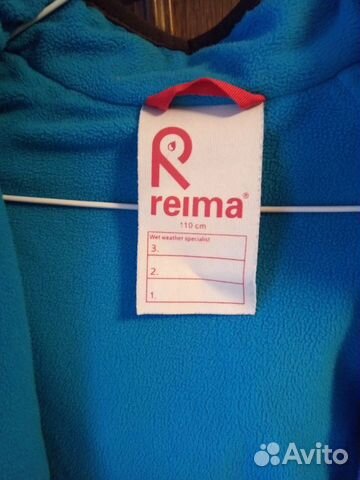 reima®
110 cm
Wet weather specialist
3.
2.
1.
Avito